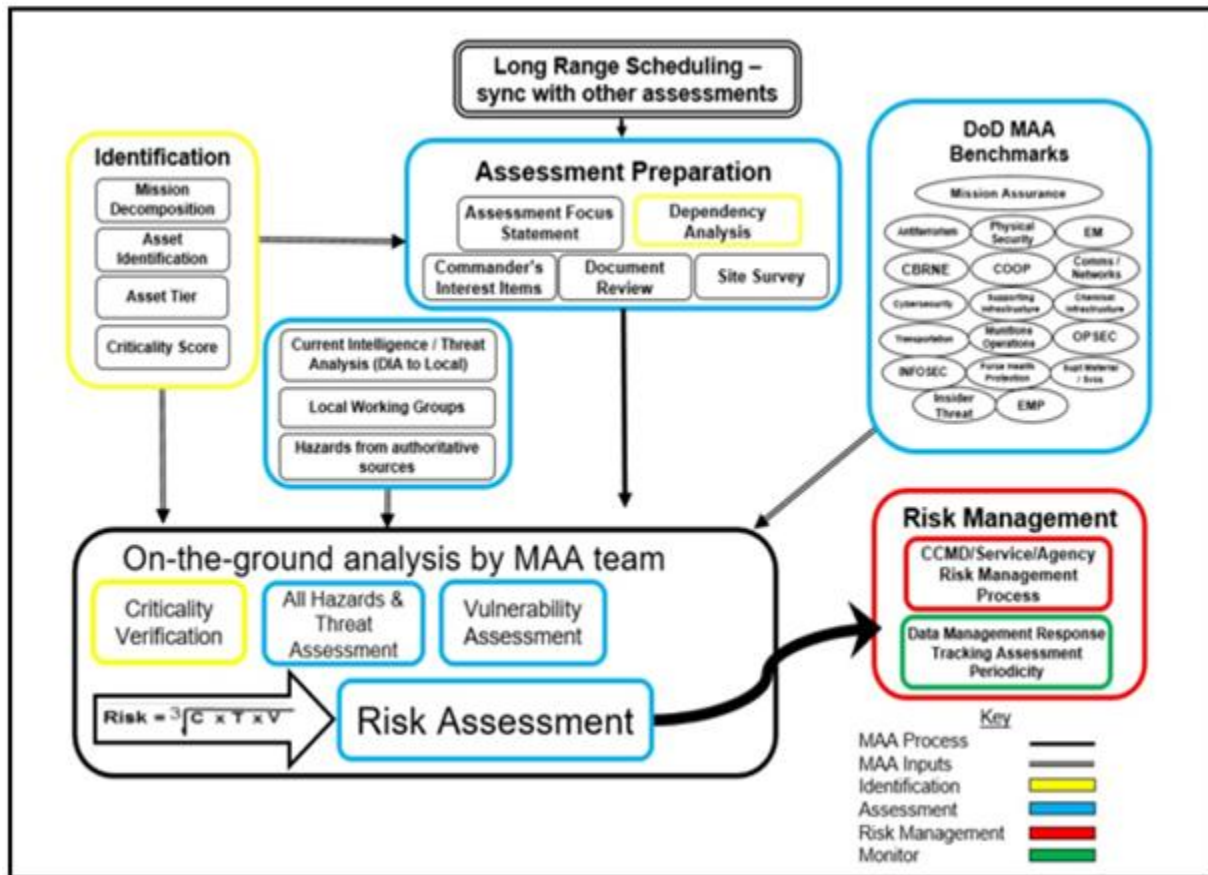 Long Range Scheduling –
sync with other assessments
Identification
Mission
Decomposition
Asset
Identification
Asset Tier
Criticality Score
Assessment Preparation
Assessment Focus
Statement
Dependency
Analysis
Commander's
Interest Items
Document
Review
Site Survey
DoD MAA
Benchmarks
Mission Assurance
Antiterrorism
Physical
Security
EM
CBRNE
COOP
Comms /
Networks
Cybersecurity
Supporting
Infrastructure
Chemical
Infrastructure
Transportation
Munitions
Operations
OPSEC
INFOSEC
Force Health
Protection
Supt Material
/ Svcs
Insider
Threat
EMP
Current Intelligence / Threat
Analysis (DIA to Local)
Local Working Groups
Hazards from authoritative
sources
On-the-ground analysis by MAA team
Criticality
Verification
All Hazards &
Threat
Assessment
Vulnerability
Assessment
Risk = ³√C x T x V
Risk Assessment
Risk Management
CCMD/Service/Agency
Risk Management
Process
Data Management Response
Tracking Assessment
Periodicity
Key
MAA Process
MAA Inputs
Identification
Assessment
Risk Management
Monitor